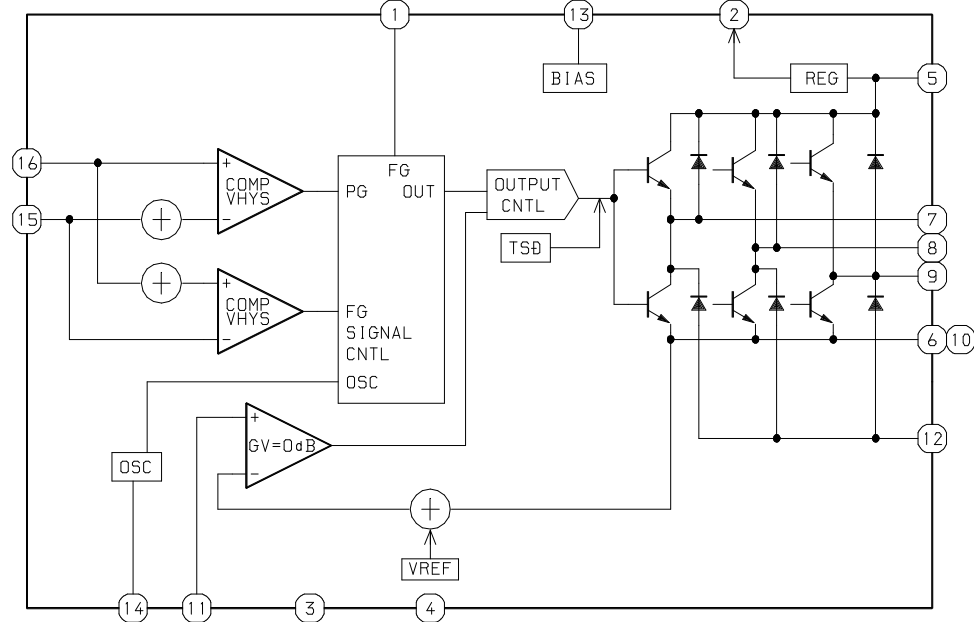 1
13
2
BIAS
REG
5
16
+
COMP
VHYS
-
FG
PG
OUT
OUTPUT
CNTL
15
+
7
TSD
8
+
+
COMP
VHYS
-
9
FG
SIGNAL
CNTL
6
10
OSC
+
GV=0dB
-
12
OSC
+
VREF
14
11
3
4